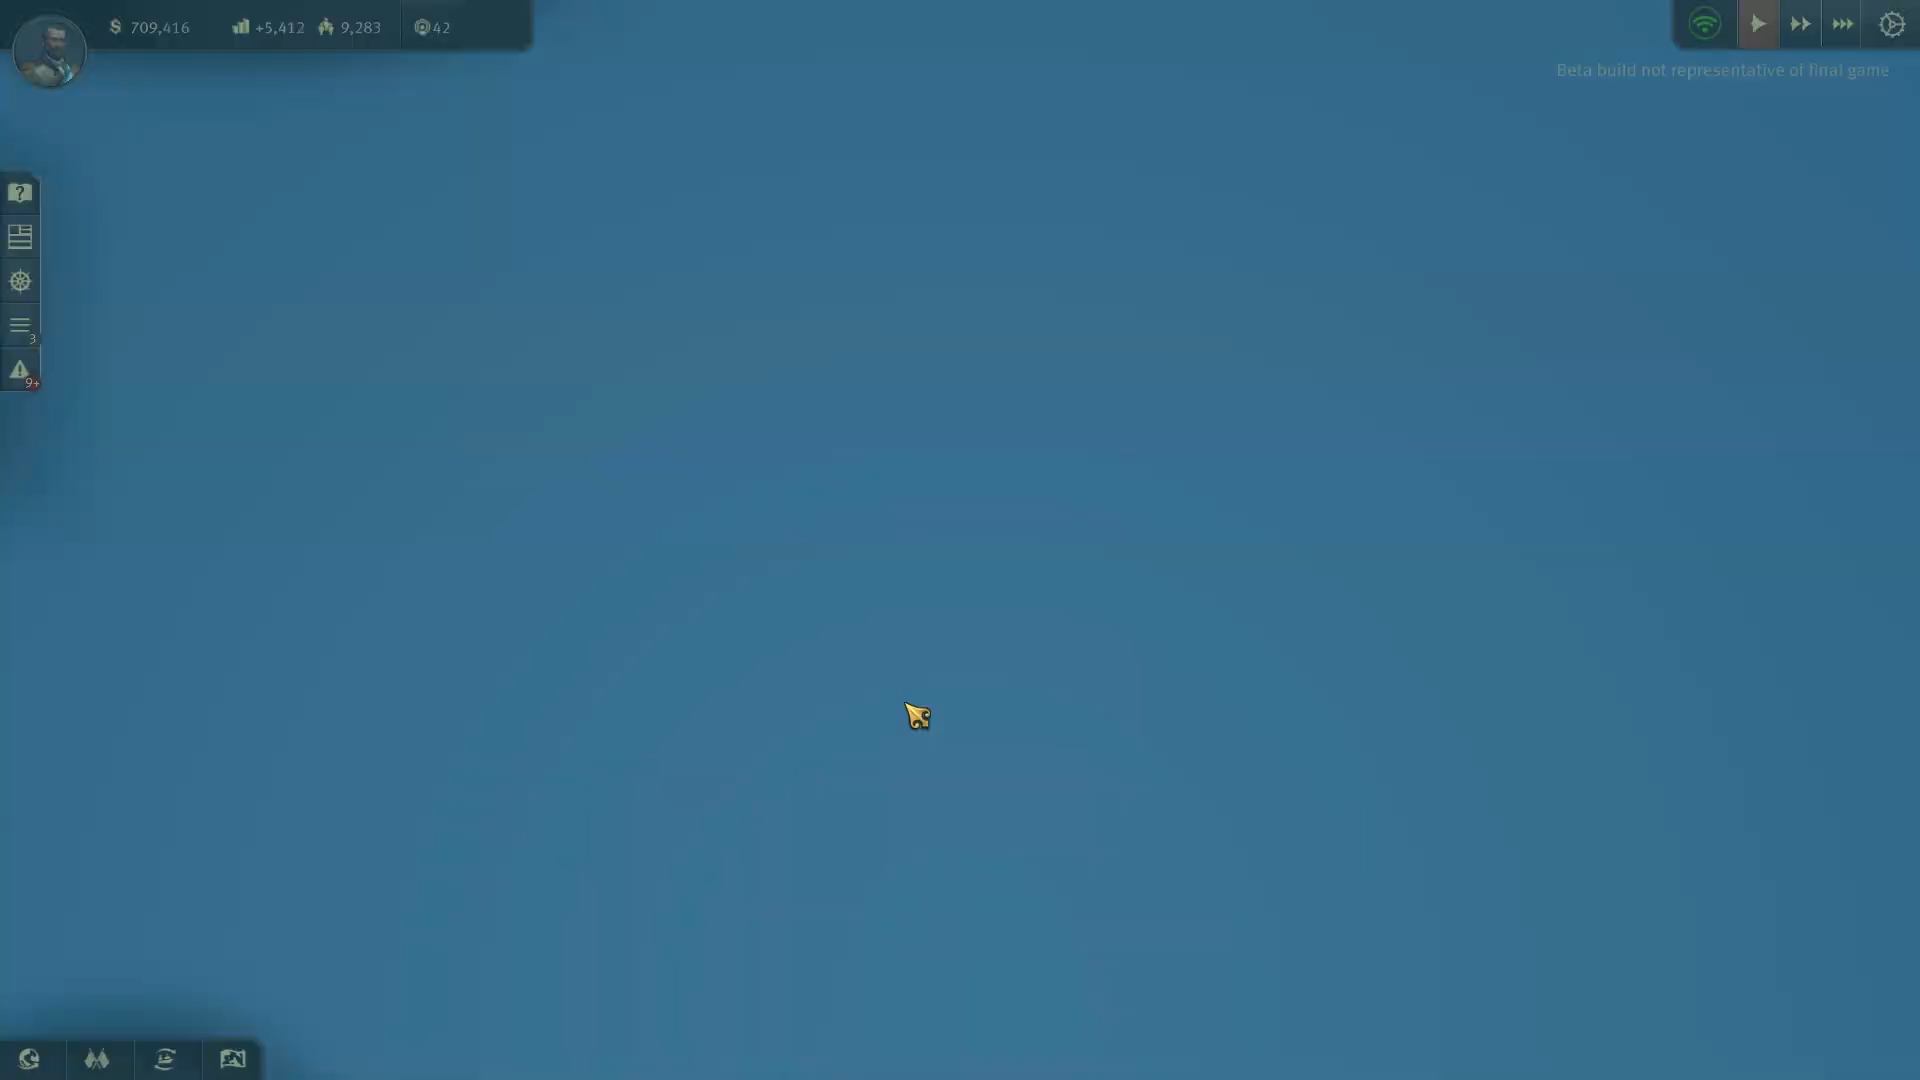 709,416 +5,412 9,283 42
Beta build not representative of final game
?
3
9+